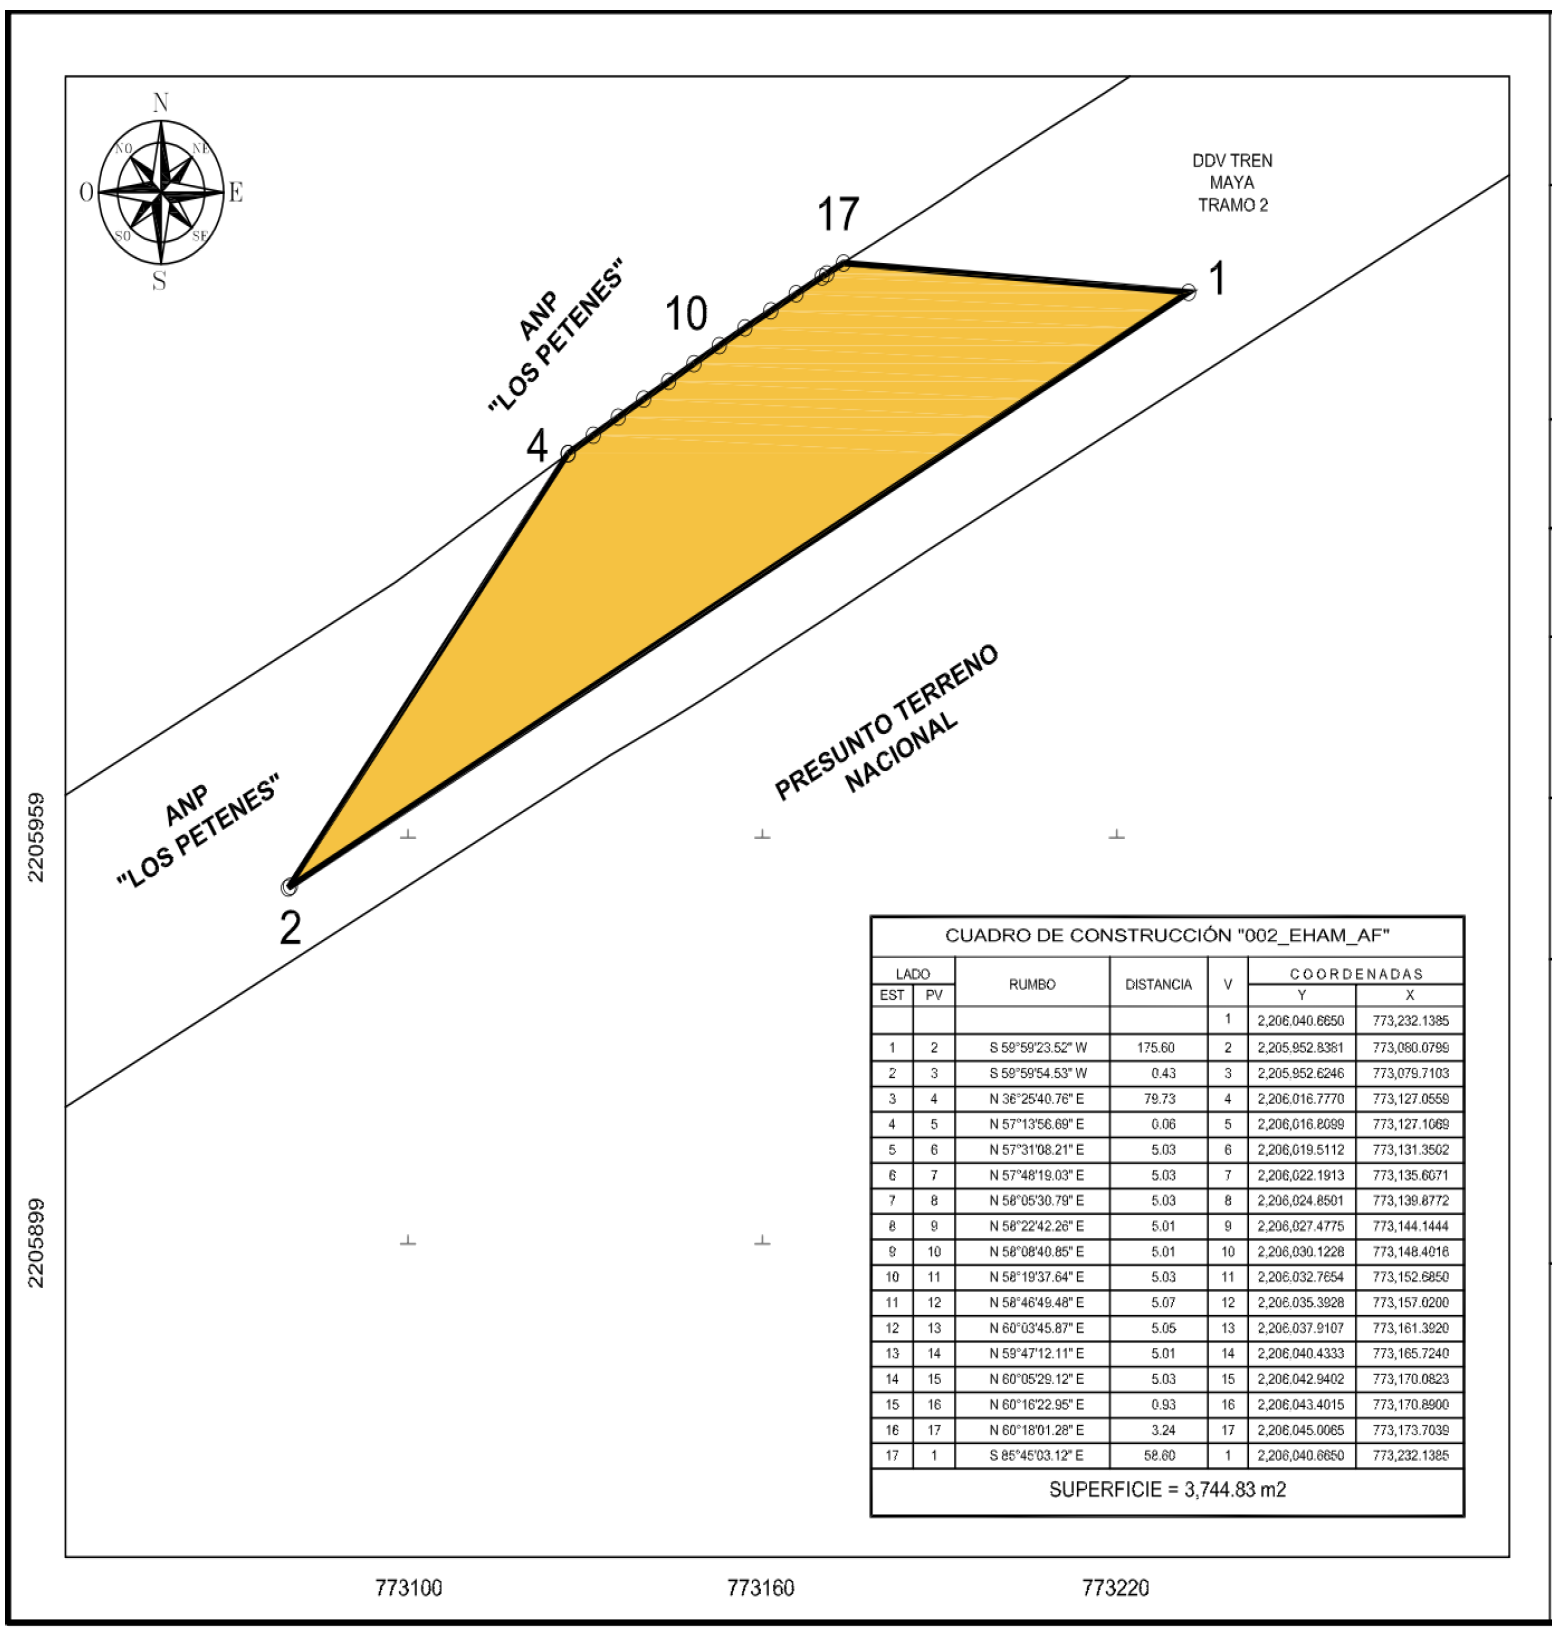 N
NO
NE
O
E
SO
SE
S
DDV TREN
MAYA
TRAMO 2
17
1
ANP
"LOS PETENES"
10
4
PRESUNTO TERRENO
NACIONAL
ANP
"LOS PETENES"
2
2205959
2205899
CUADRO DE CONSTRUCCIÓN "002_EHAM_AF"
LADO RUMBO DISTANCIA V COORDENADAS
EST PV Y X
1 2,206,040.6650 773,232.1385
1 2 S 59°59'23.52" W 175.60 2 2,205,952.8381 773,080.0799
2 3 S 59°59'54.53" W 0.43 3 2,205,952.6246 773,079.7103
3 4 N 36°25'40.76" E 79.73 4 2,206,016.7770 773,127.0559
4 5 N 57°13'56.69" E 0.06 5 2,206,016.8099 773,127.1069
5 6 N 57°31'08.21" E 5.03 6 2,206,019.5112 773,131.3502
6 7 N 57°48'19.03" E 5.03 7 2,206,022.1913 773,135.6071
7 8 N 58°05'30.79" E 5.03 8 2,206,024.8501 773,139.8772
8 9 N 58°22'42.26" E 5.01 9 2,206,027.4775 773,144.1444
9 10 N 58°08'40.85" E 5.01 10 2,206,030.1228 773,148.4016
10 11 N 58°19'37.64" E 5.03 11 2,206,032.7654 773,152.6850
11 12 N 58°46'49.48" E 5.07 12 2,206,035.3928 773,157.0200
12 13 N 60°03'45.87" E 5.05 13 2,206,037.9107 773,161.3920
13 14 N 59°47'12.11" E 5.01 14 2,206,040.4333 773,165.7240
14 15 N 60°05'29.12" E 5.03 15 2,206,042.9402 773,170.0823
15 16 N 60°16'22.95" E 0.93 16 2,206,043.4015 773,170.8900
16 17 N 60°18'01.28" E 3.24 17 2,206,045.0065 773,173.7039
17 1 S 85°45'03.12" E 58.60 1 2,206,040.6650 773,232.1385
SUPERFICIE = 3,744.83 m2
773100
773160
773220